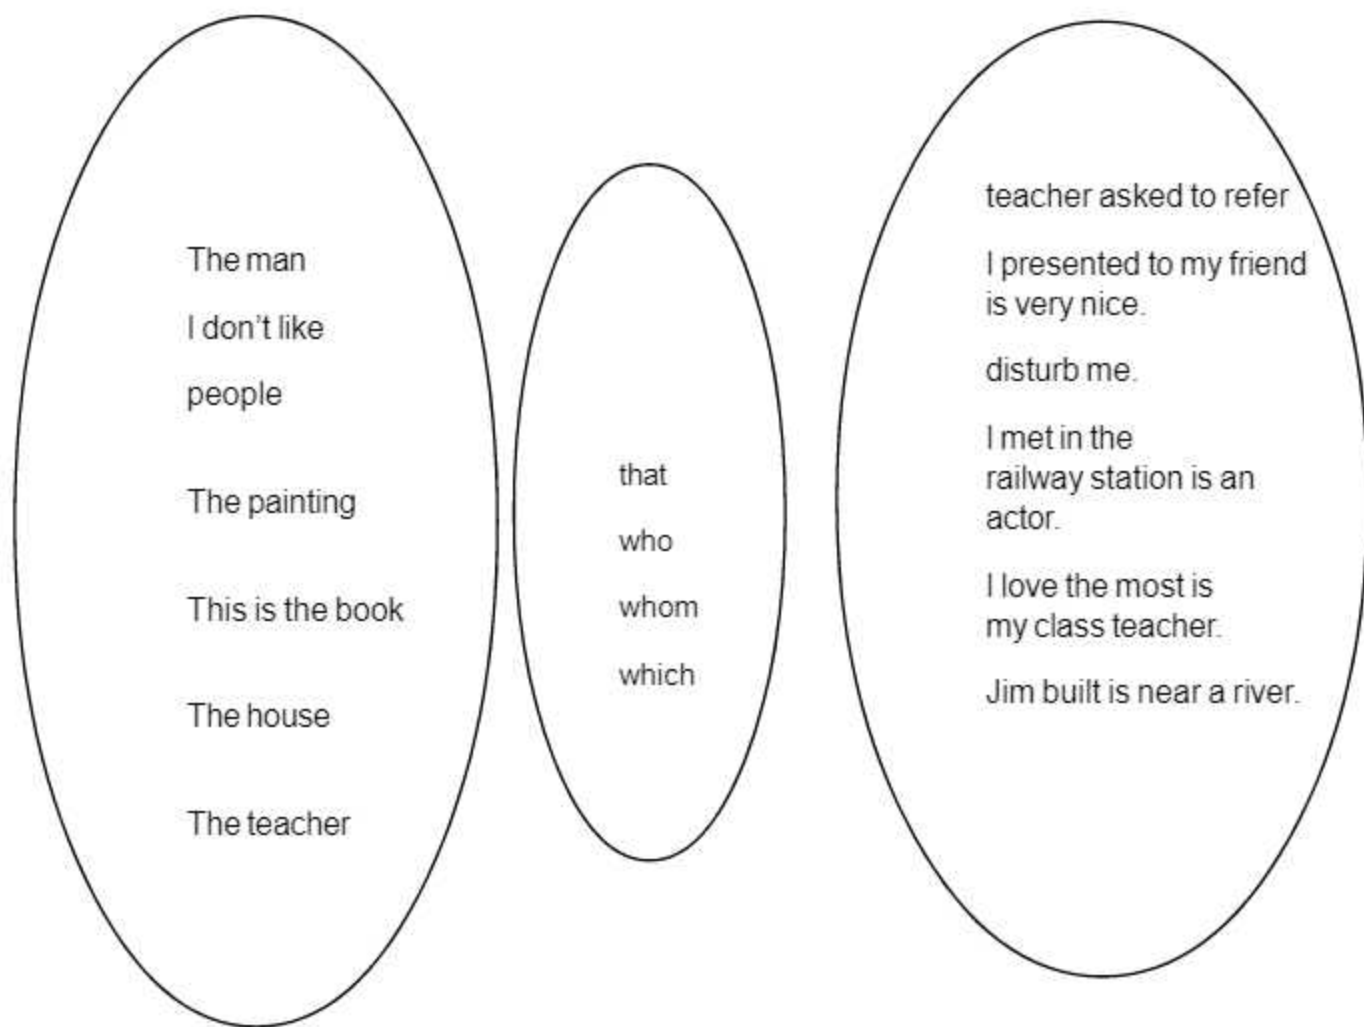 The man
I don't like
people
The painting
This is the book
The house
The teacher
that
who
whom
which
teacher asked to refer
I presented to my friend
is very nice.
disturb me.
I met in the
railway station is an
actor.
I love the most is
my class teacher.
Jim built is near a river.